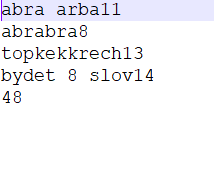 abra arba11
abrabra8
topkekkrech13
bydet 8 slov14
48